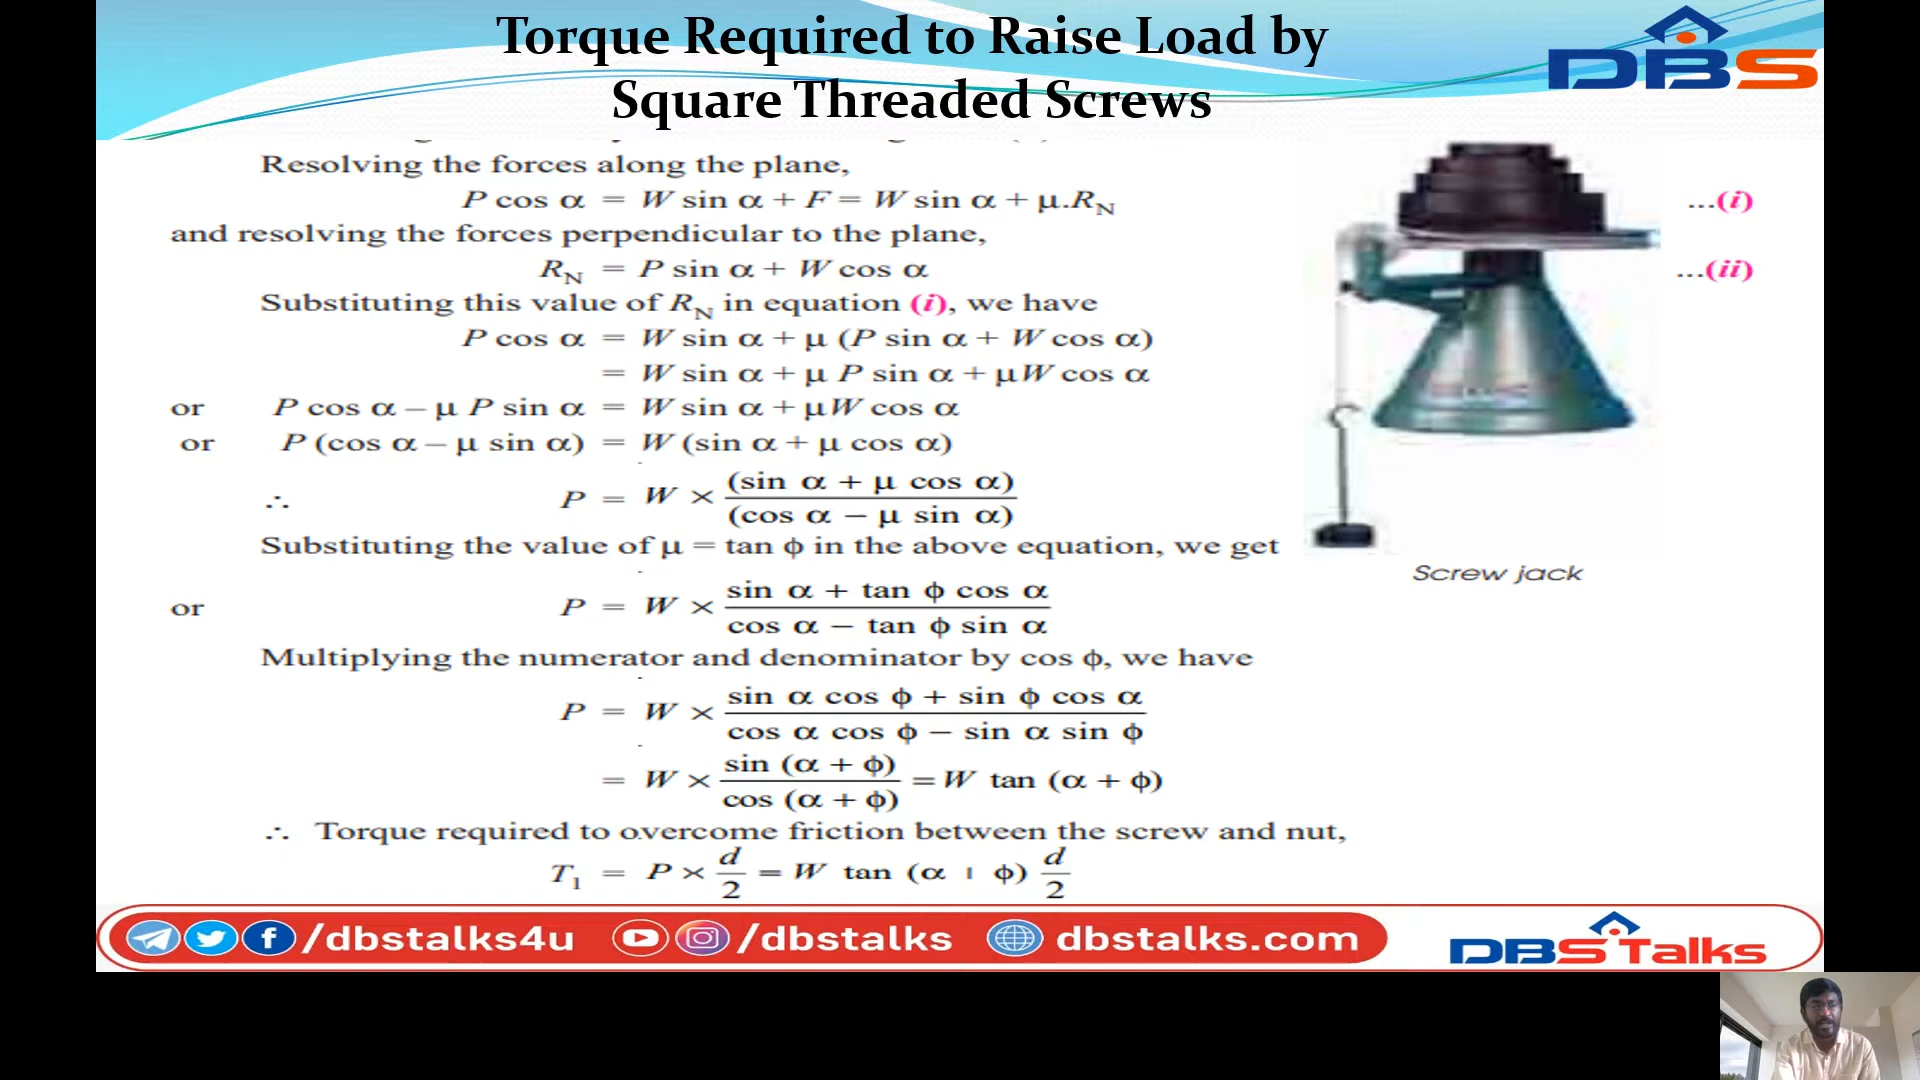 Torque Required to Raise Load by
Square Threaded Screws
DBS
Resolving the forces along the plane,
P cos α = W sin α + F = W sin α + μ.R_N ...(i)
and resolving the forces perpendicular to the plane,
R_N = P sin α + W cos α ...(ii)
Substituting this value of R_N in equation (i), we have
P cos α = W sin α + μ (P sin α + W cos α)
= W sin α + μ P sin α + μW cos α
or P cos α – μ P sin α = W sin α + μW cos α
or P (cos α – μ sin α) = W (sin α + μ cos α)
∴ P = W × (sin α + μ cos α) / (cos α – μ sin α)
Substituting the value of μ = tan ϕ in the above equation, we get
or P = W × sin α + tan ϕ cos α / cos α – tan ϕ sin α
Multiplying the numerator and denominator by cos ϕ, we have
P = W × sin α cos ϕ + sin ϕ cos α / cos α cos ϕ – sin α sin ϕ
= W × sin (α + ϕ) / cos (α + ϕ) = W tan (α + ϕ)
∴ Torque required to overcome friction between the screw and nut,
T_1 = P × d/2 = W tan (α + ϕ) d/2
Screw jack
/dbstalks4u /dbstalks dbstalks.com
DBS Talks